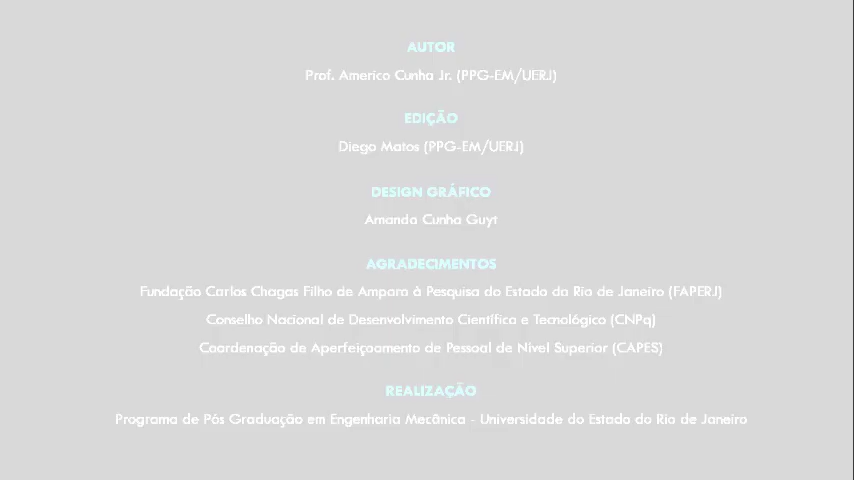 AUTOR
Prof. Americo Cunha Jr. (PPG-EM/UERJ)
EDIÇÃO
Diego Matos (PPG-EM/UERJ)
DESIGN GRÁFICO
Amanda Cunha Guyt
AGRADECIMENTOS
Fundação Carlos Chagas Filho de Amparo à Pesquisa do Estado do Rio de Janeiro (FAPERJ)
Conselho Nacional de Desenvolvimento Científico e Tecnológico (CNPq)
Coordenação de Aperfeiçoamento de Pessoal de Nível Superior (CAPES)
REALIZAÇÃO
Programa de Pós Graduação em Engenharia Mecânica - Universidade do Estado do Rio de Janeiro